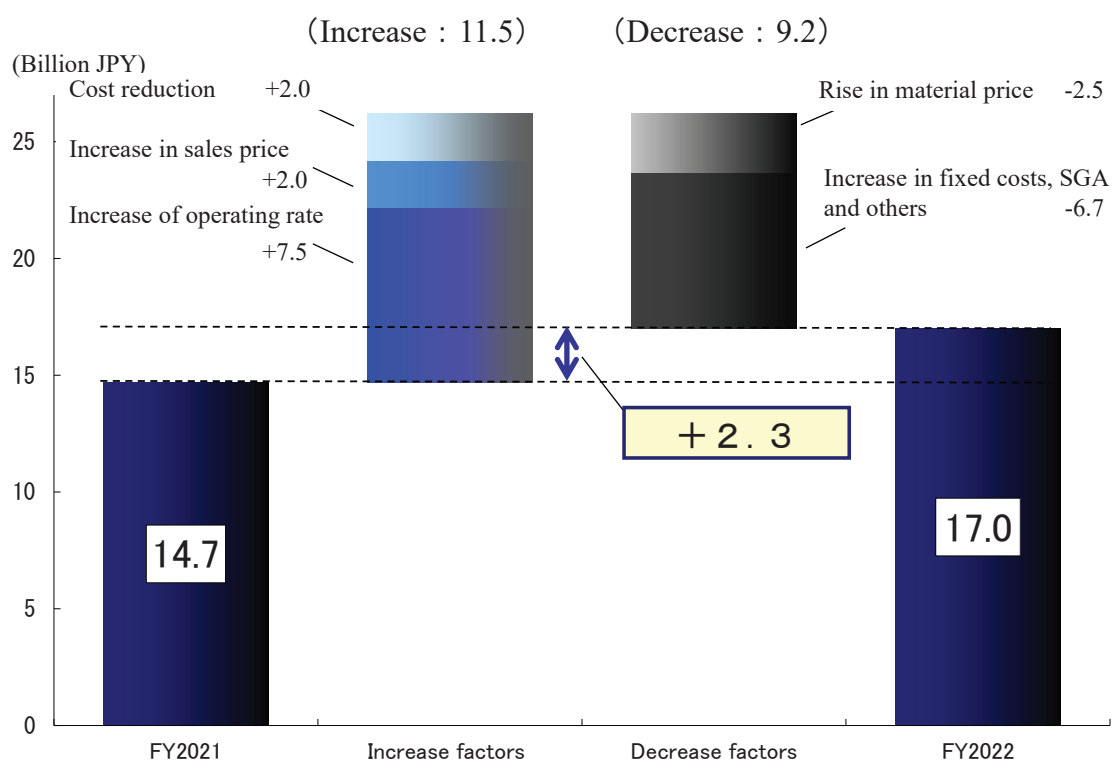 （Increase : 11.5）
（Decrease : 9.2）
(Billion JPY)
Cost reduction +2.0
Increase in sales price
+2.0
Increase of operating rate
+7.5
Rise in material price -2.5
Increase in fixed costs, SGA
and others -6.7
25
20
15
10
5
0
＋２.３
14.7
17.0
FY2021
Increase factors
Decrease factors
FY2022